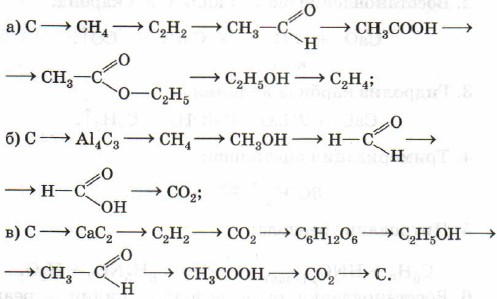 а) C → CH₄ → C₂H₂ → CH₃—C(=O)—H → CH₃COOH →
→ CH₃—C(=O)—O—C₂H₅ → C₂H₅OH → C₂H₄;
б) C → Al₄C₃ → CH₄ → CH₃OH → H—C(=O)—H →
→ H—C(=O)—OH → CO₂;
в) C → CaC₂ → C₂H₂ → CO₂ → C₆H₁₂O₆ → C₂H₅OH →
→ CH₃—C(=O)—H → CH₃COOH → CO₂ → C.